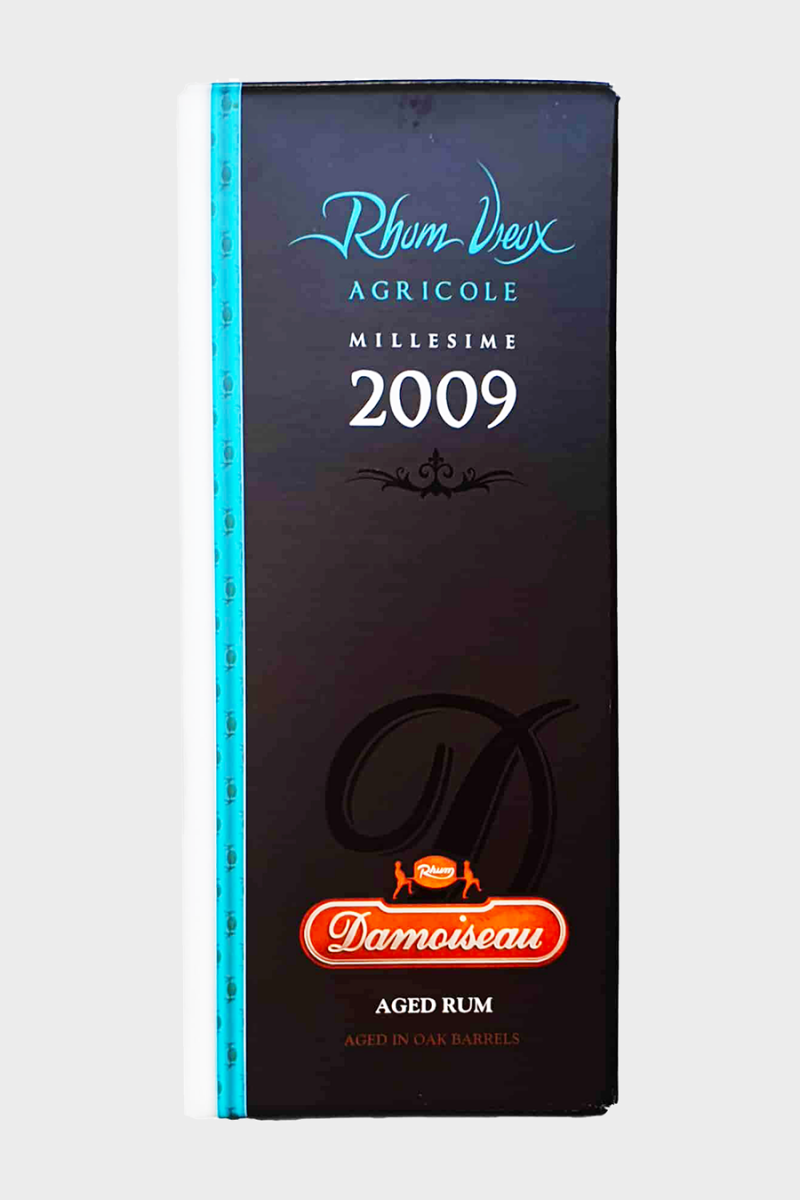 Rhum Vieux
AGRICOLE
MILLESIME
2009
Rhum
Damoiseau
AGED RUM
AGED IN OAK BARRELS